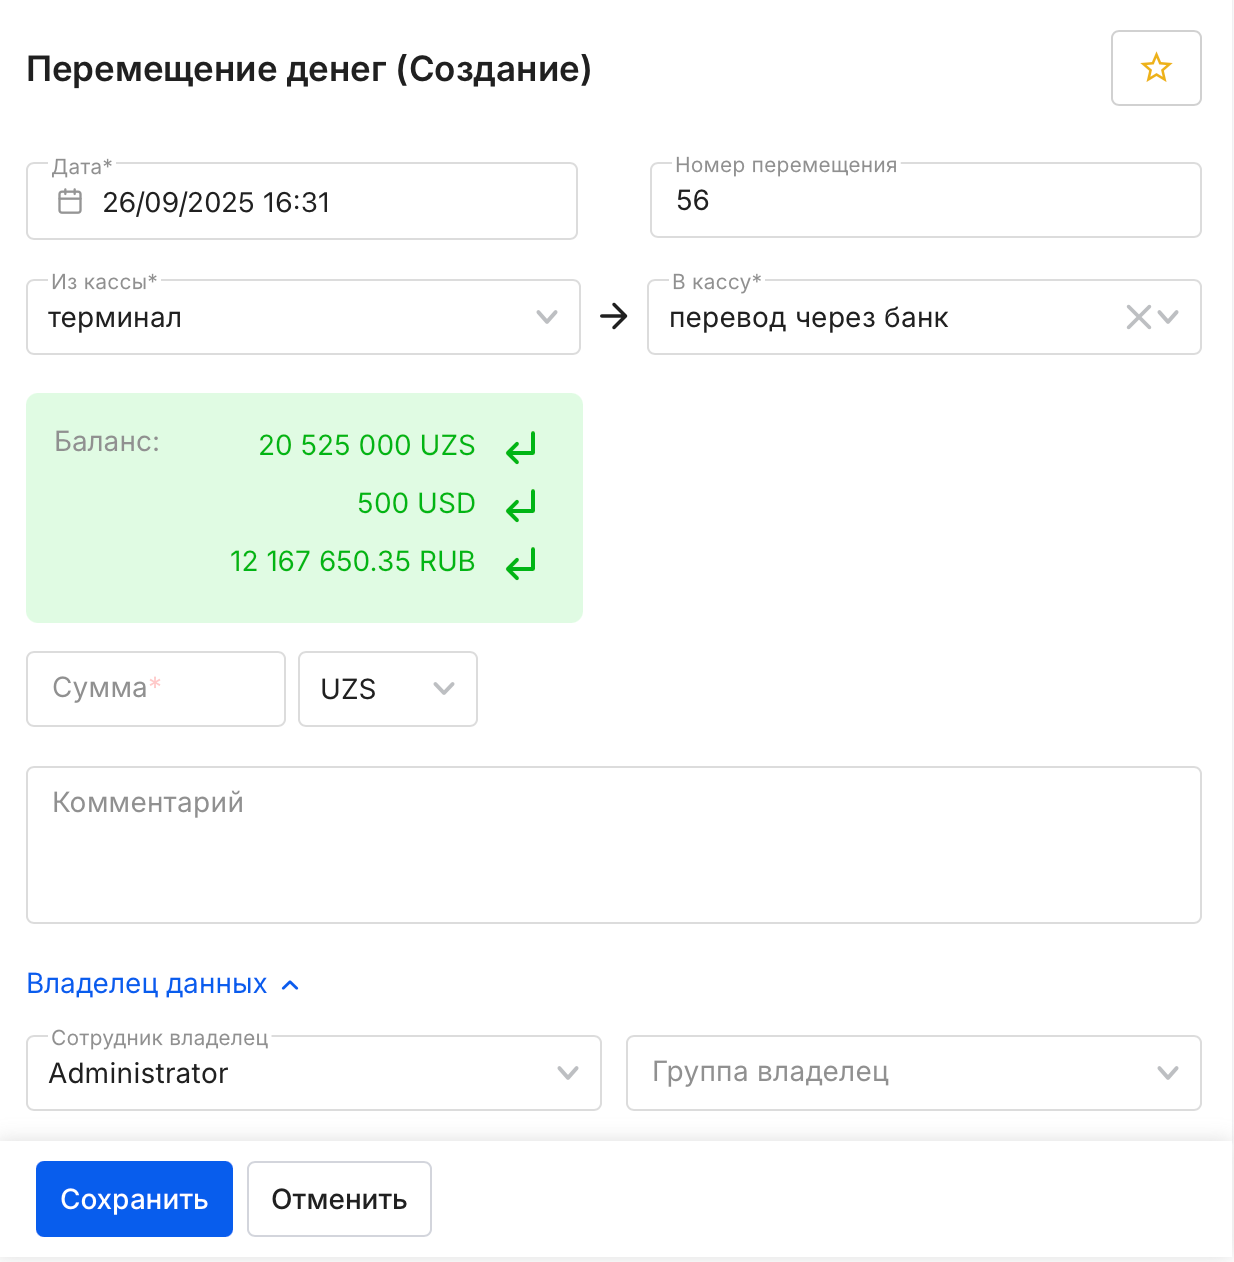 Перемещение денег (Создание)
Дата*
26/09/2025 16:31
Номер перемещения
56
Из кассы*
терминал
В кассу*
перевод через банк
Баланс:
20 525 000 UZS
500 USD
12 167 650.35 RUB
Сумма*
UZS
Комментарий
Владелец данных
Сотрудник владелец
Administrator
Группа владелец
Сохранить
Отменить